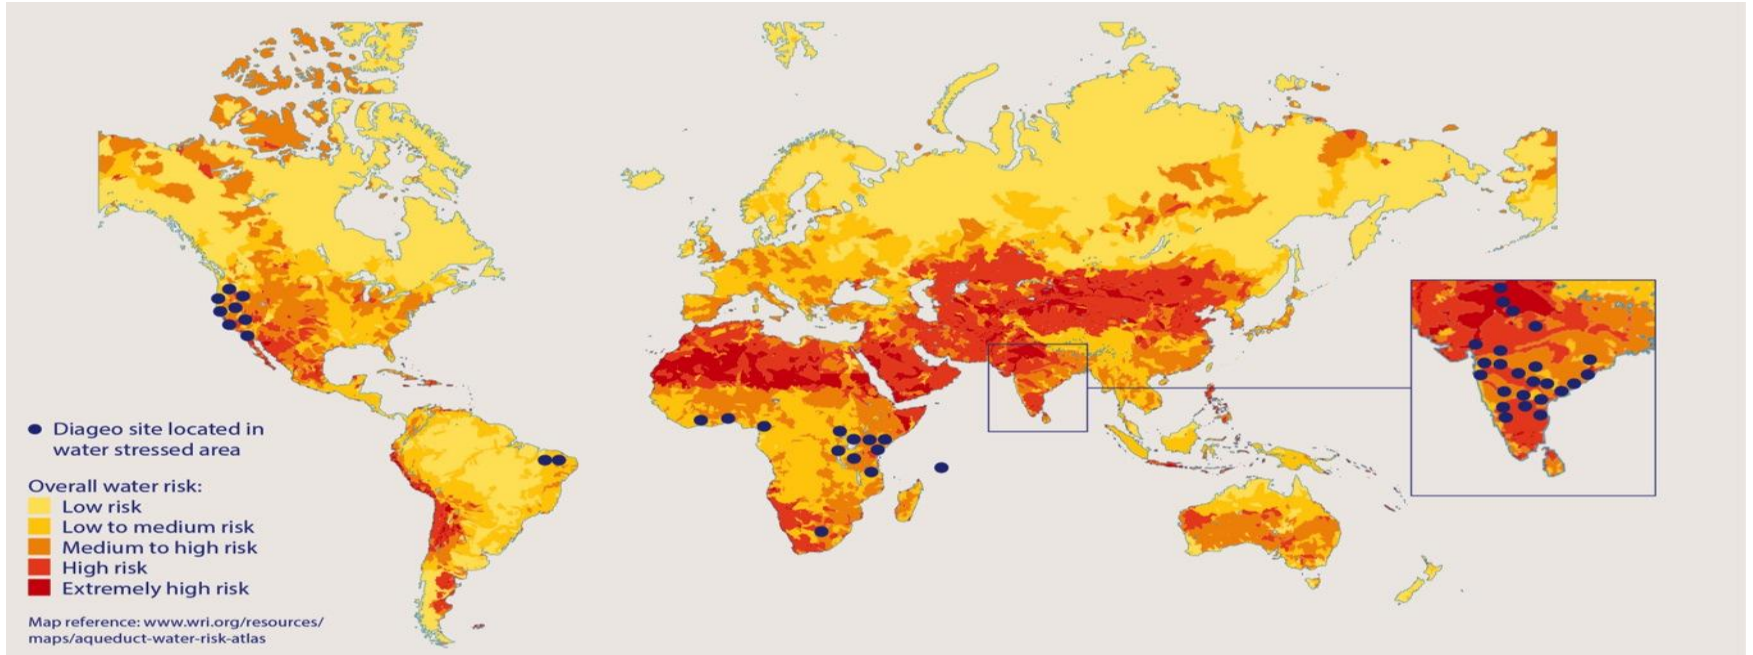 Diageo site located in
water stressed area
Overall water risk:
Low risk
Low to medium risk
Medium to high risk
High risk
Extremely high risk
Map reference: www.wri.org/resources/
maps/aqueduct-water-risk-atlas